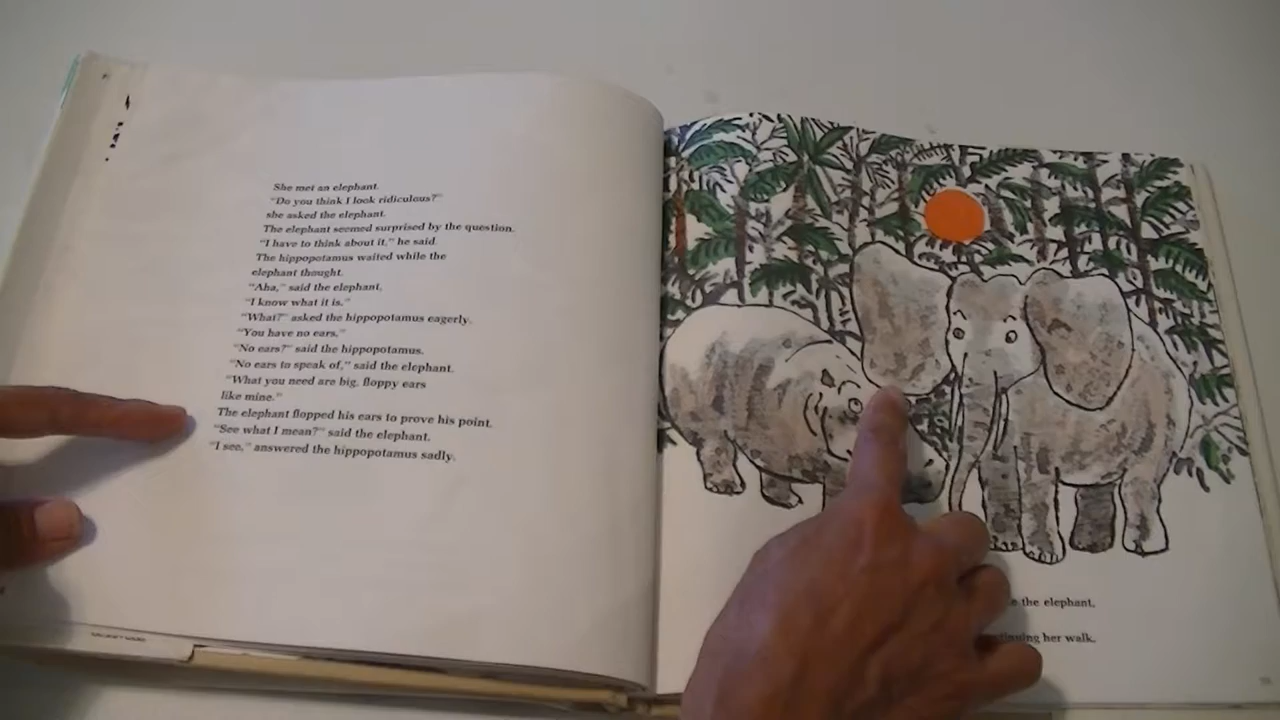 She met an elephant.
"Do you think I look ridiculous?"
she asked the elephant.
The elephant seemed surprised by the question.
"I have to think about it," he said.
The hippopotamus waited while the
elephant thought.
"Aha," said the elephant.
"I know what it is."
"What?" asked the hippopotamus eagerly.
"You have no ears."
"No ears?" said the hippopotamus.
"No ears to speak of," said the elephant.
"What you need are big, floppy ears
like mine."
The elephant flopped his ears to prove his point.
"See what I mean?" said the elephant.
"I see," answered the hippopotamus sadly.
the elephant,
her walk.